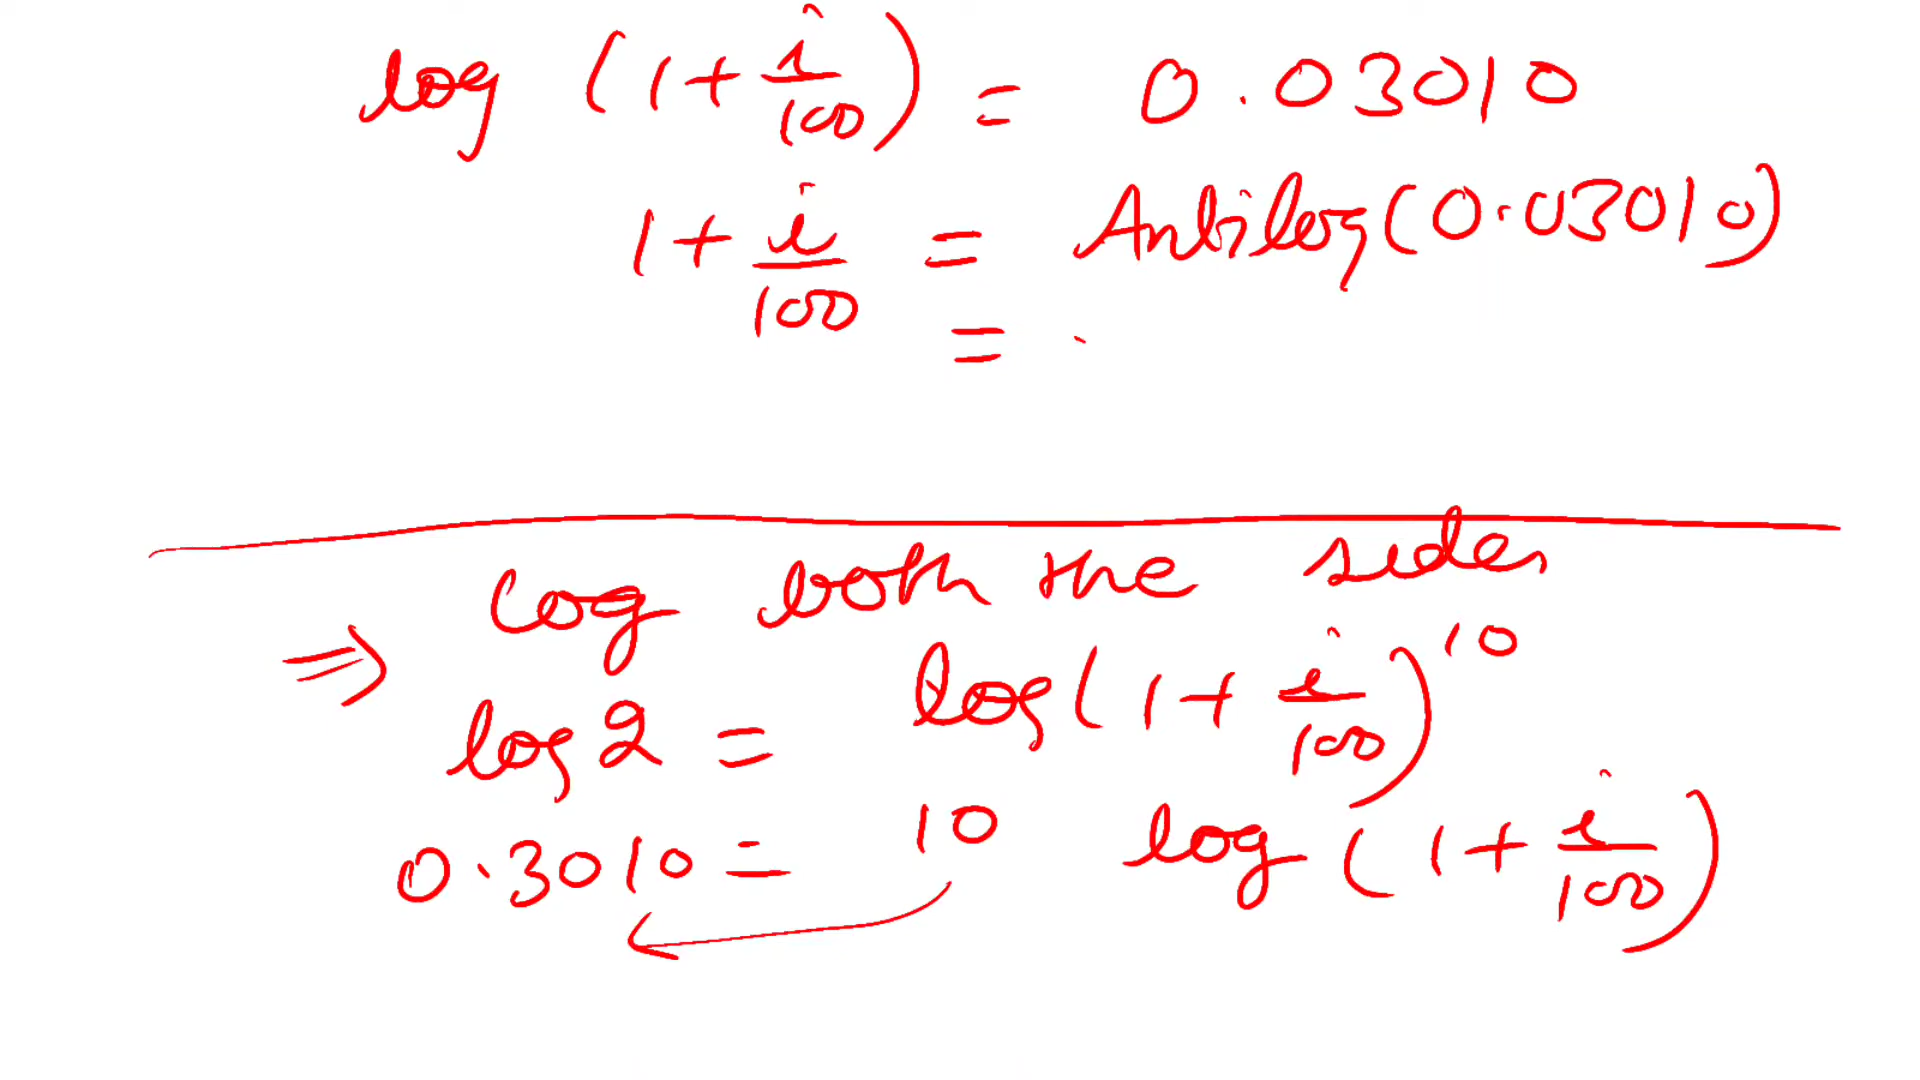 log (1 + i/100) = 0.03010
1 + i/100 = Antilog(0.03010)
= .
log both the sides
⇒ log 2 = log(1 + i/100)^10
0.3010 = 10 log (1 + i/100)